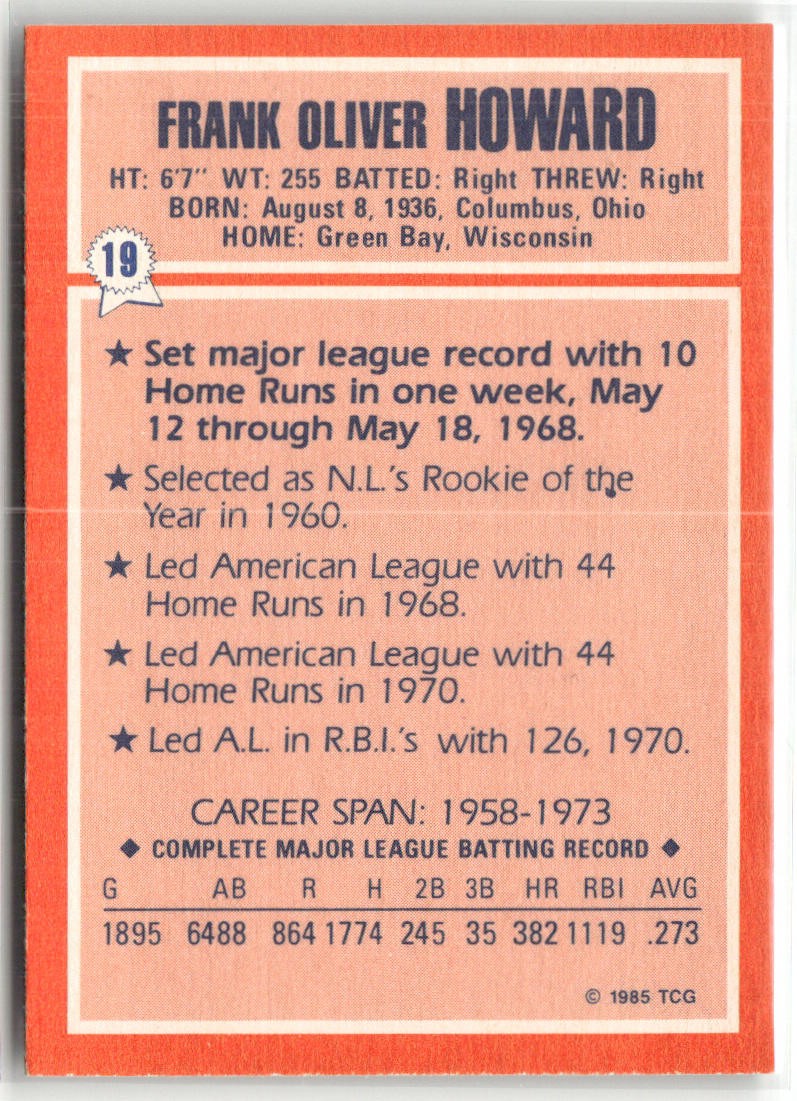 FRANK OLIVER HOWARD
HT: 6'7" WT: 255 BATTED: Right THREW: Right
BORN: August 8, 1936, Columbus, Ohio
HOME: Green Bay, Wisconsin
19
★ Set major league record with 10
Home Runs in one week, May
12 through May 18, 1968.
★ Selected as N.L.'s Rookie of the
Year in 1960.
★ Led American League with 44
Home Runs in 1968.
★ Led American League with 44
Home Runs in 1970.
★ Led A.L. in R.B.I.'s with 126, 1970.
CAREER SPAN: 1958-1973
◆ COMPLETE MAJOR LEAGUE BATTING RECORD ◆
G AB R H 2B 3B HR RBI AVG
1895 6488 864 1774 245 35 382 1119 .273
© 1985 TCG